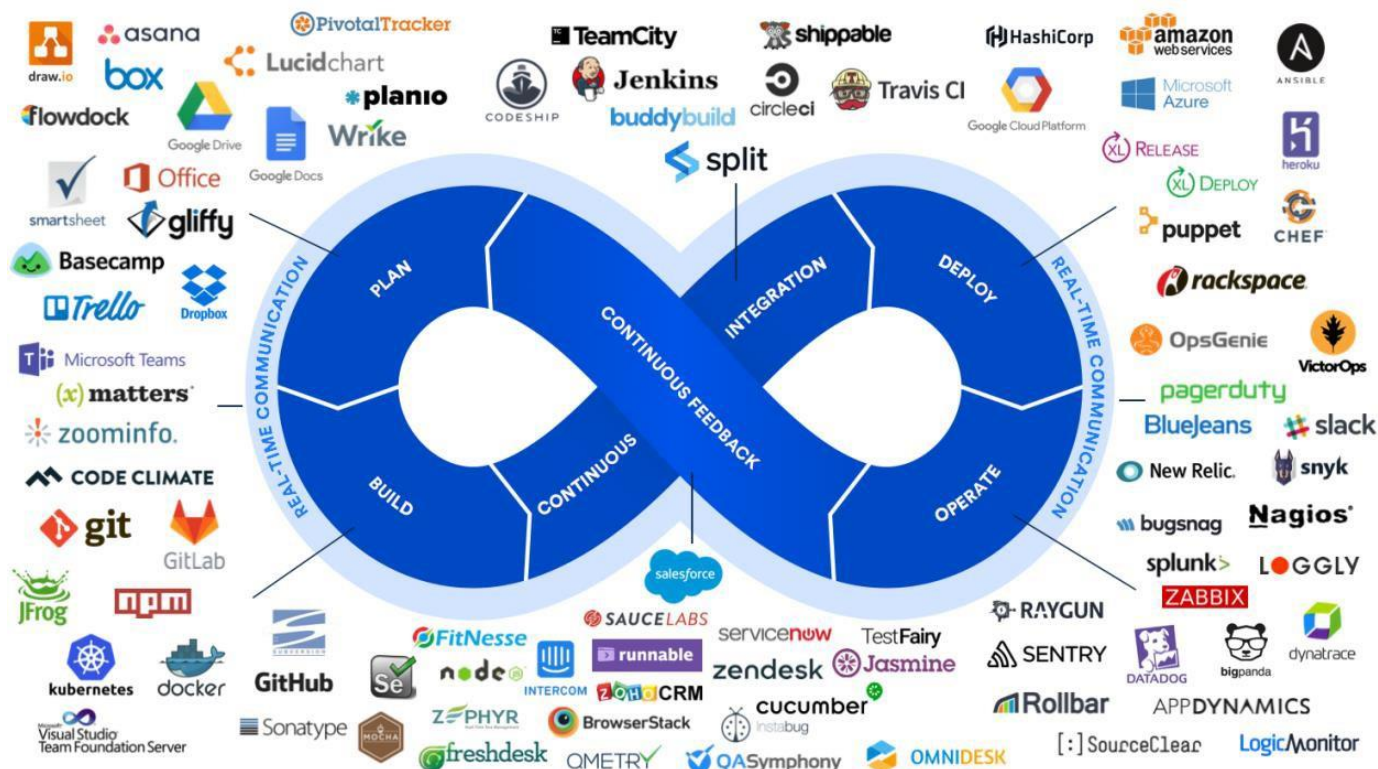 draw.io
asana
PivotalTracker
box
Lucidchart
flowdock
Google Drive
planio
Google Docs
Wrike
smartsheet
Office
gliffy
Basecamp
Trello
Dropbox
TeamCity
shippable
CODESHIP
Jenkins
buddybuild
circleci
Travis CI
split
HashiCorp
amazon
webservices
ANSIBLE
Google Cloud Platform
Microsoft
Azure
XL RELEASE
heroku
XL DEPLOY
puppet
CHEF
rackspace
PLAN
CONTINUOUS FEEDBACK
INTEGRATION
DEPLOY
BUILD
CONTINUOUS
OPERATE
REAL-TIME COMMUNICATION
REAL-TIME COMMUNICATION
Microsoft Teams
(x)matters
zoominfo.
OpsGenie
VictorOps
pagerduty
BlueJeans
slack
CODE CLIMATE
git
GitLab
JFrog
npm
kubernetes
docker
SUBVERSION
GitHub
Microsoft
Visual Studio
Team Foundation Server
Sonatype
MOCHA
Se
salesforce
SAUCELABS
FitNesse
node
JS
INTERCOM
runnable
servicenow
TestFairy
zendesk
Jasmine
ZOHO CRM
cucumber
ZEPHYR
BrowserStack
Instabug
freshdesk
QMETRY
QASymphony
OMNIDESK
New Relic.
snyk
bugsnag
Nagios
splunk>
LOGGLY
ZABBIX
RAYGUN
SENTRY
DATADOG
bigpanda
dynatrace
Rollbar
APPDYNAMICS
[:]SourceClear
LogicMonitor